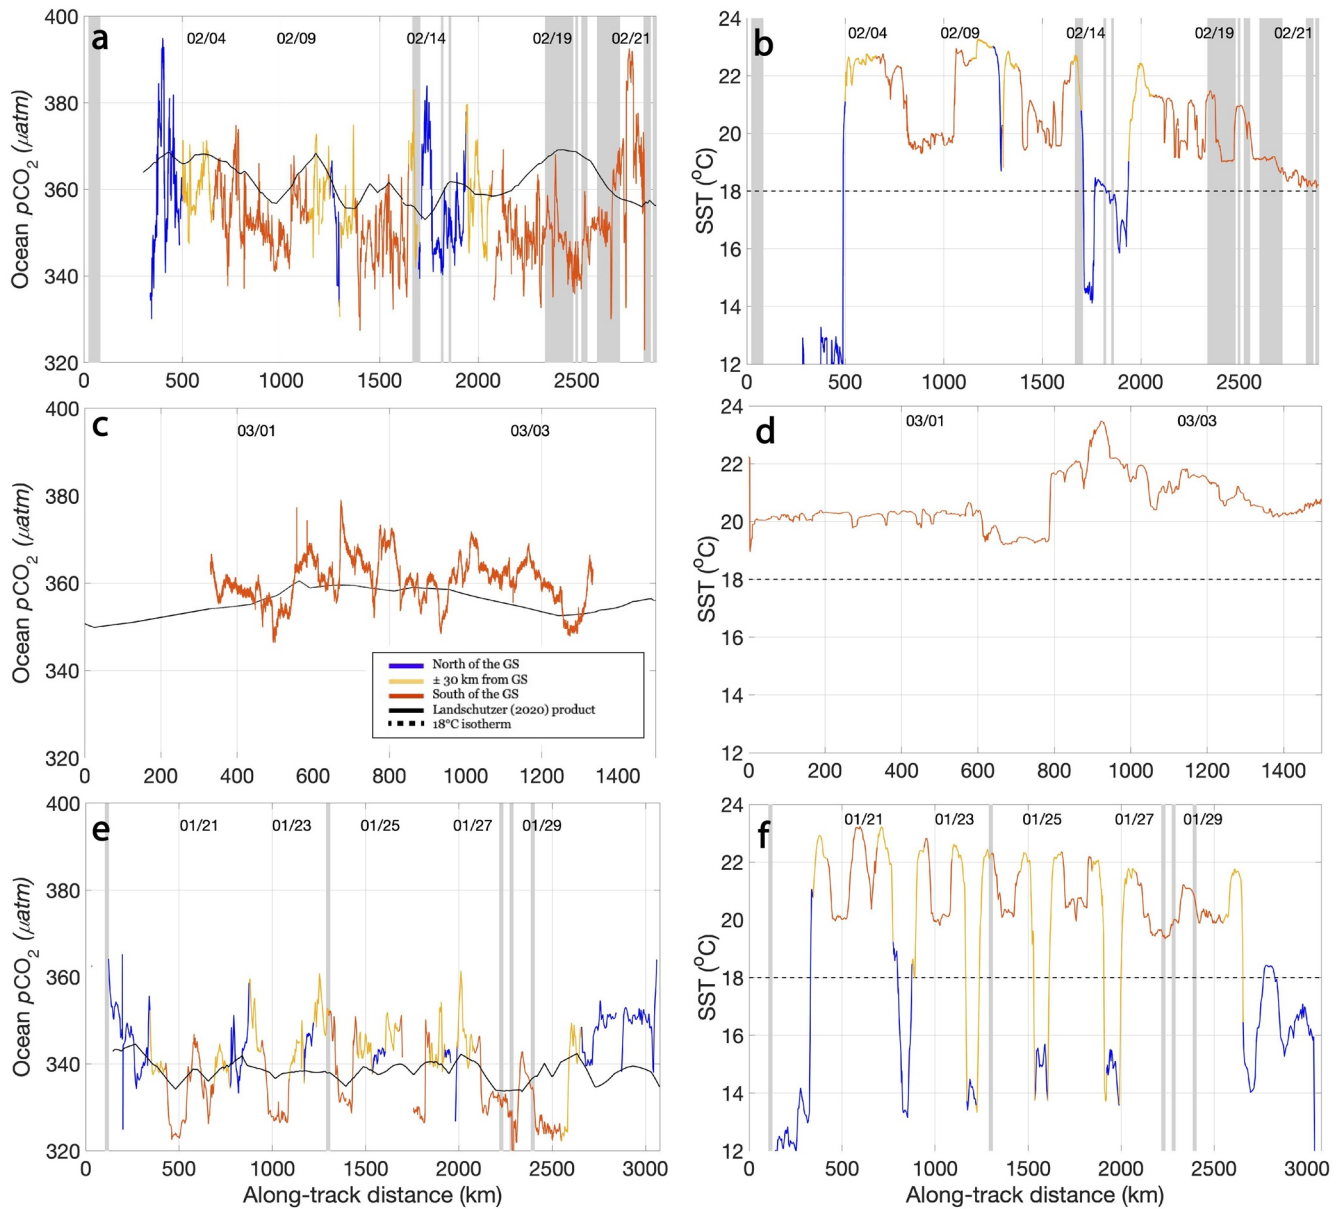 a
02/04 02/09 02/14 02/19 02/21
400
380
360
340
320
Ocean pCO2 (μatm)
0 500 1000 1500 2000 2500
b
02/04 02/09 02/14 02/19 02/21
24
22
20
18
16
14
12
SST (oC)
0 500 1000 1500 2000 2500
c
03/01 03/03
400
380
360
340
320
Ocean pCO2 (μatm)
North of the GS
± 30 km from GS
South of the GS
Landschutzer (2020) product
18°C isotherm
0 200 400 600 800 1000 1200 1400
d
03/01 03/03
24
22
20
18
16
14
12
SST (oC)
0 200 400 600 800 1000 1200 1400
e
01/21 01/23 01/25 01/27 01/29
400
380
360
340
320
Ocean pCO2 (μatm)
0 500 1000 1500 2000 2500 3000
Along-track distance (km)
f
01/21 01/23 01/25 01/27 01/29
24
22
20
18
16
14
12
SST (oC)
0 500 1000 1500 2000 2500 3000
Along-track distance (km)